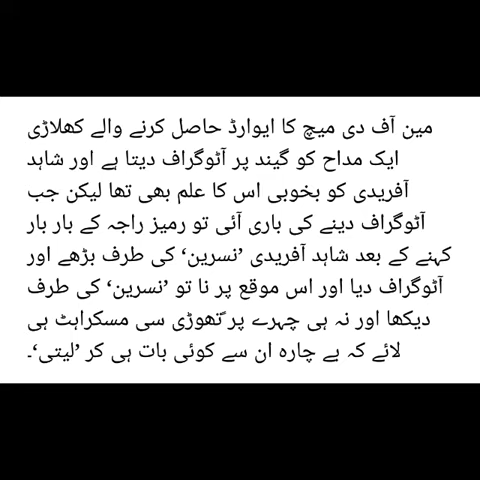 مین آف دی میچ کا ایوارڈ حاصل کرنے والے کھلاڑی
ایک مداح کو گیند پر آٹوگراف دیتا ہے اور شاہد
آفریدی کو بخوبی اس کا علم بھی تھا لیکن جب
آٹوگراف دینے کی باری آئی تو رمیز راجہ کے بار بار
کہنے کے بعد شاہد آفریدی ’نسرین‘ کی طرف بڑھے اور
آٹوگراف دیا اور اس موقع پر نا تو ’نسرین‘ کی طرف
دیکھا اور نہ ہی چہرے پر ٓتھوڑی سی مسکراہٹ ہی
لائے کہ بے چارہ ان سے کوئی بات ہی کر ’لیتی‘۔